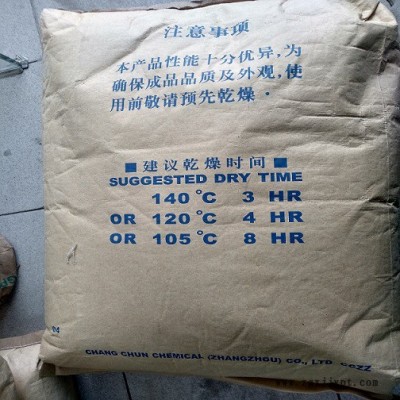 注意事项
本产品性能十分优异,为
确保成品品质及外观,使
用前敬请预先乾燥.
■建议乾燥时间■
SUGGESTED DRY TIME
140°C 3 HR
OR 120°C 4 HR
OR 105°C 8 HR
CHANG CHUN CHEMICAL (ZHANGZHOU) CO., LTD. CCZZ